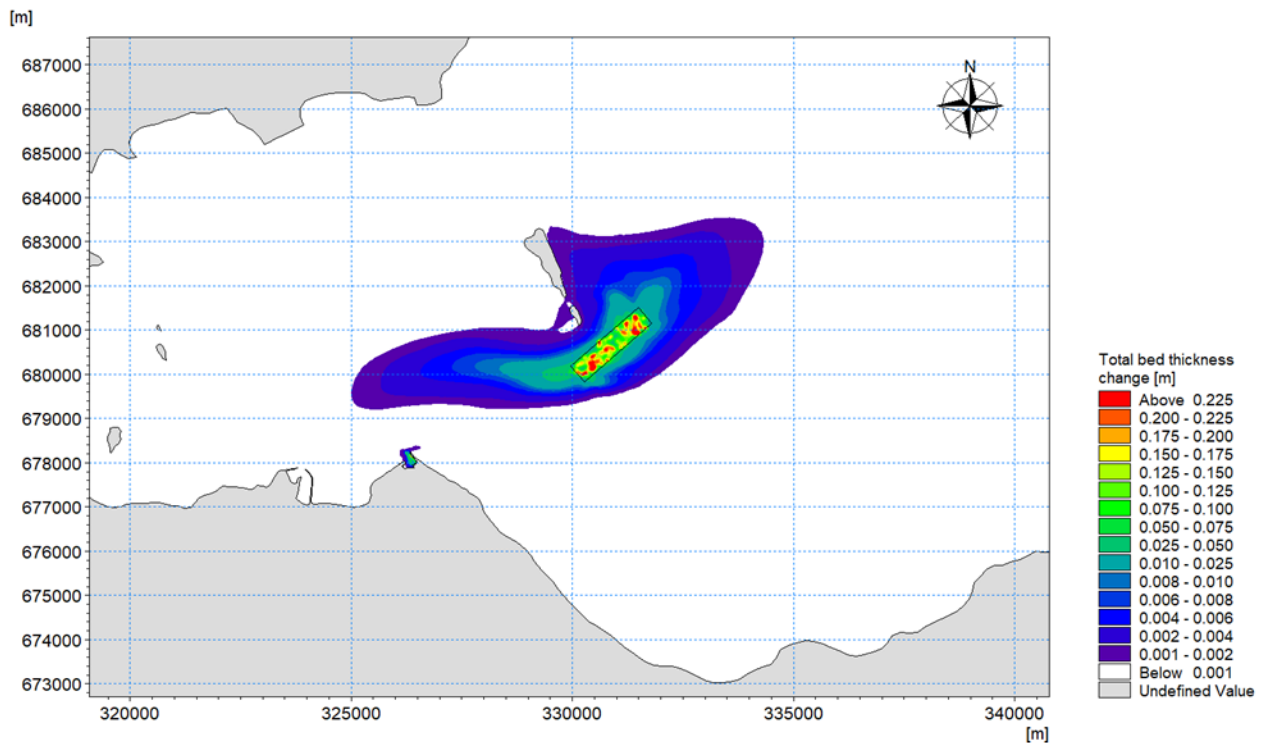 [m]
N
687000
686000
685000
684000
683000
682000
681000
680000
679000
678000
677000
676000
675000
674000
673000
320000 325000 330000 335000 340000
[m]
Total bed thickness
change [m]
Above 0.225
0.200 - 0.225
0.175 - 0.200
0.150 - 0.175
0.125 - 0.150
0.100 - 0.125
0.075 - 0.100
0.050 - 0.075
0.025 - 0.050
0.010 - 0.025
0.008 - 0.010
0.006 - 0.008
0.004 - 0.006
0.002 - 0.004
0.001 - 0.002
Below 0.001
Undefined Value